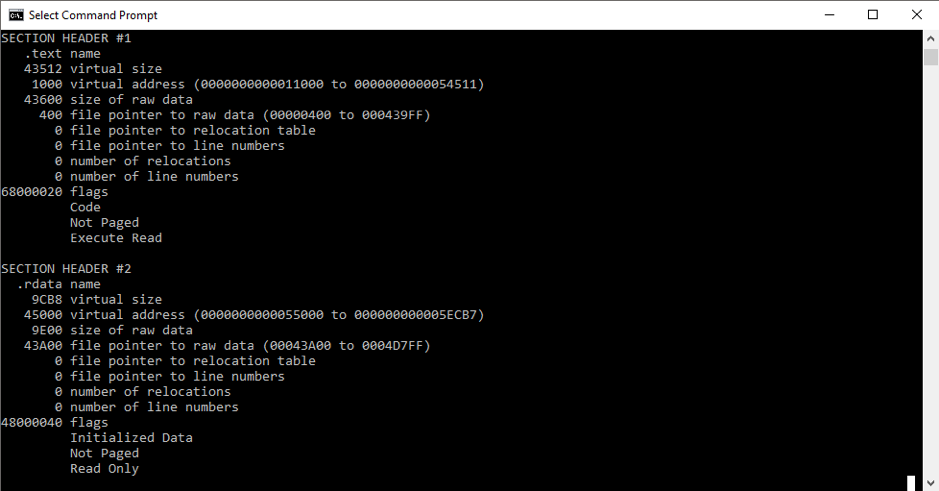 Select Command Prompt
SECTION HEADER #1
.text name
43512 virtual size
1000 virtual address (0000000000011000 to 0000000000054511)
43600 size of raw data
400 file pointer to raw data (00000400 to 000439FF)
0 file pointer to relocation table
0 file pointer to line numbers
0 number of relocations
0 number of line numbers
68000020 flags
Code
Not Paged
Execute Read
SECTION HEADER #2
.rdata name
9CB8 virtual size
45000 virtual address (0000000000055000 to 000000000005ECB7)
9E00 size of raw data
43A00 file pointer to raw data (00043A00 to 0004D7FF)
0 file pointer to relocation table
0 file pointer to line numbers
0 number of relocations
0 number of line numbers
48000040 flags
Initialized Data
Not Paged
Read Only